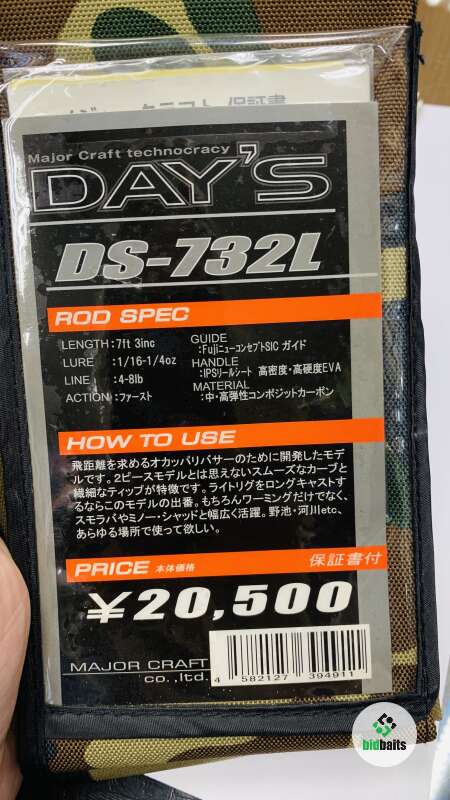 保証書
Major Craft technocracy
DAY'S
DS-732L
ROD SPEC
LENGTH:7ft 3inc
LURE :1/16-1/4oz
LINE :4-8lb
ACTION:ファースト
GUIDE
:FujiニューコンセプトSIC ガイド
HANDLE
:IPSリールシート 高密度・高硬度EVA
MATERIAL
:中・高弾性コンポジットカーボン
HOW TO USE
飛距離を求めるオカッパリバサーのために開発したモデ
ルです。2ピースモデルとは思えないスムーズなカーブと
繊細なティップが特徴です。ライトリグをロングキャストす
るならこのモデルの出番。もちろんワーミングだけでなく、
スモラバやミノー・シャッドと幅広く活躍。野池・河川etc、
あらゆる場所で使って欲しい。
PRICE 本体価格
保証書付
￥20,500
MAJOR CRAFT
co.,ltd.
4 582127 394911
bidbaits